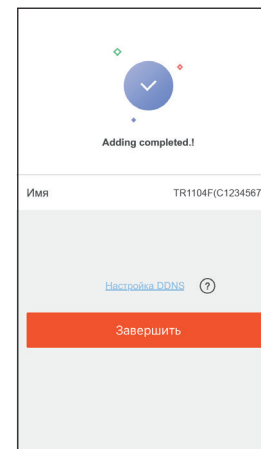 Adding completed.!
Имя TR1104F(C1234567
Настройка DDNS ?
Завершить